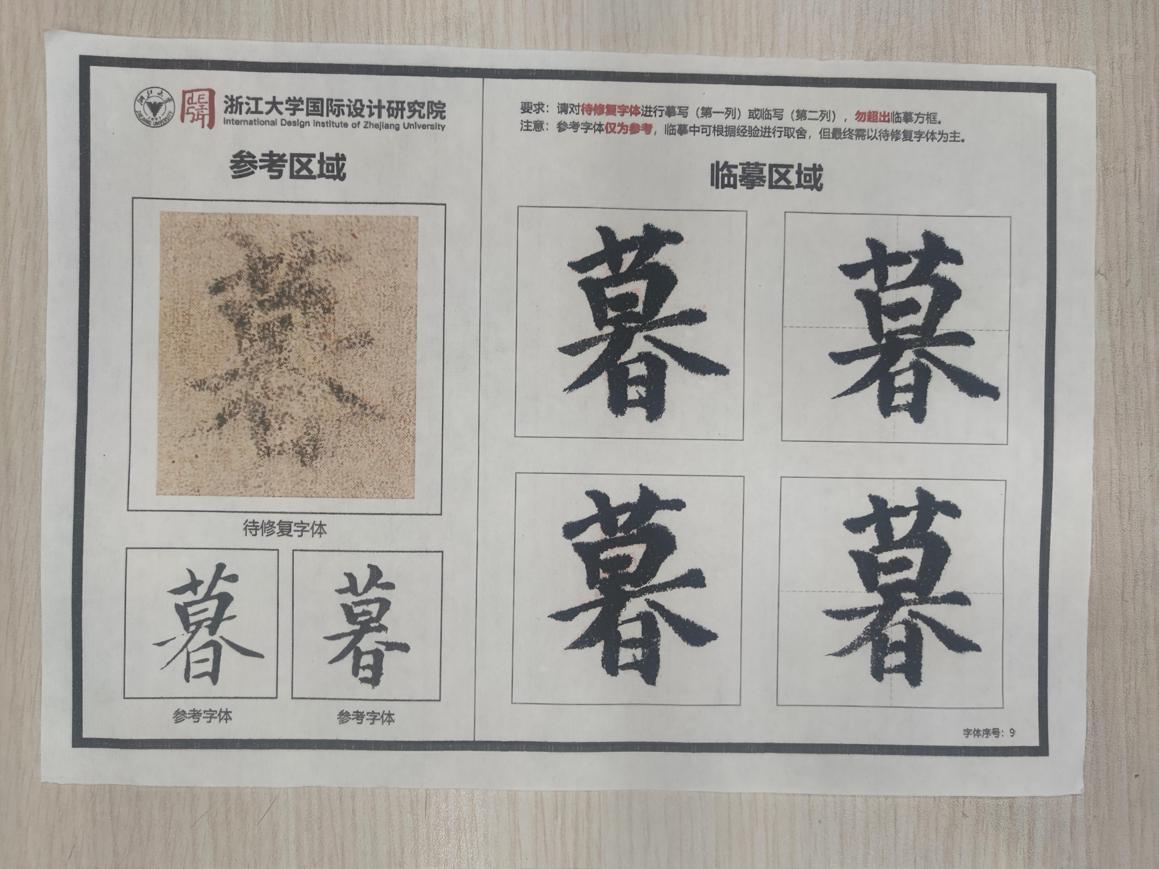 浙江大学国际设计研究院
International Design Institute of Zhejiang University
参考区域
暮
待修复字体
暮
暮
参考字体
参考字体
要求：请对待修复字体进行摹写（第一列）或临写（第二列），勿超出临摹方框。
注意：参考字体仅为参考，临摹中可根据经验进行取舍，但最终需以待修复字体为主。
临摹区域
暮
暮
暮
暮
字体序号：9